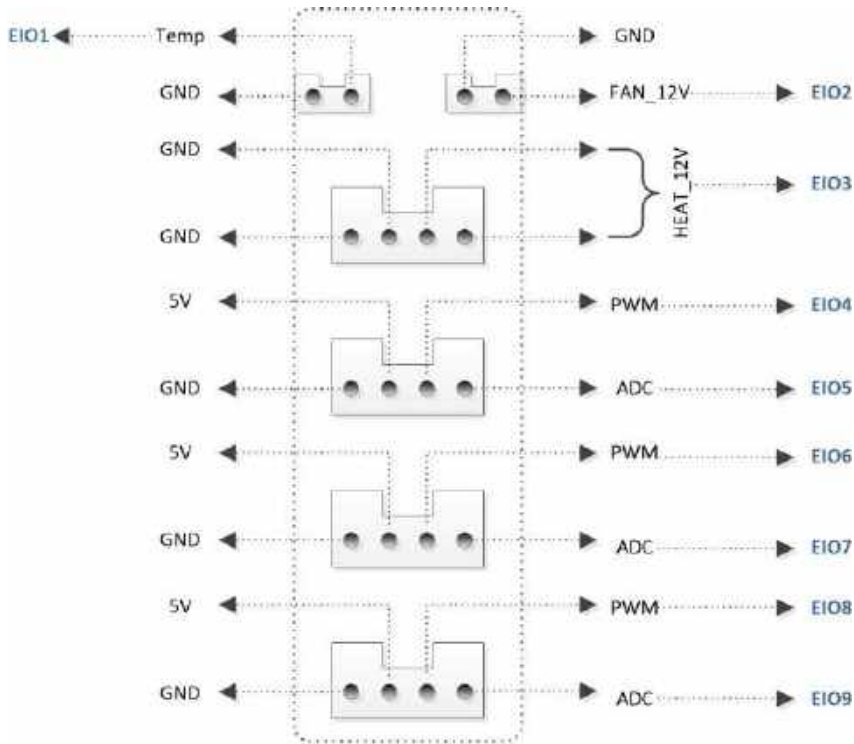 EIO1 Temp GND
GND FAN_12V EIO2
GND
HEAT_12V EIO3
GND
5V PWM EIO4
GND ADC EIO5
5V PWM EIO6
GND ADC EIO7
5V PWM EIO8
GND ADC EIO9